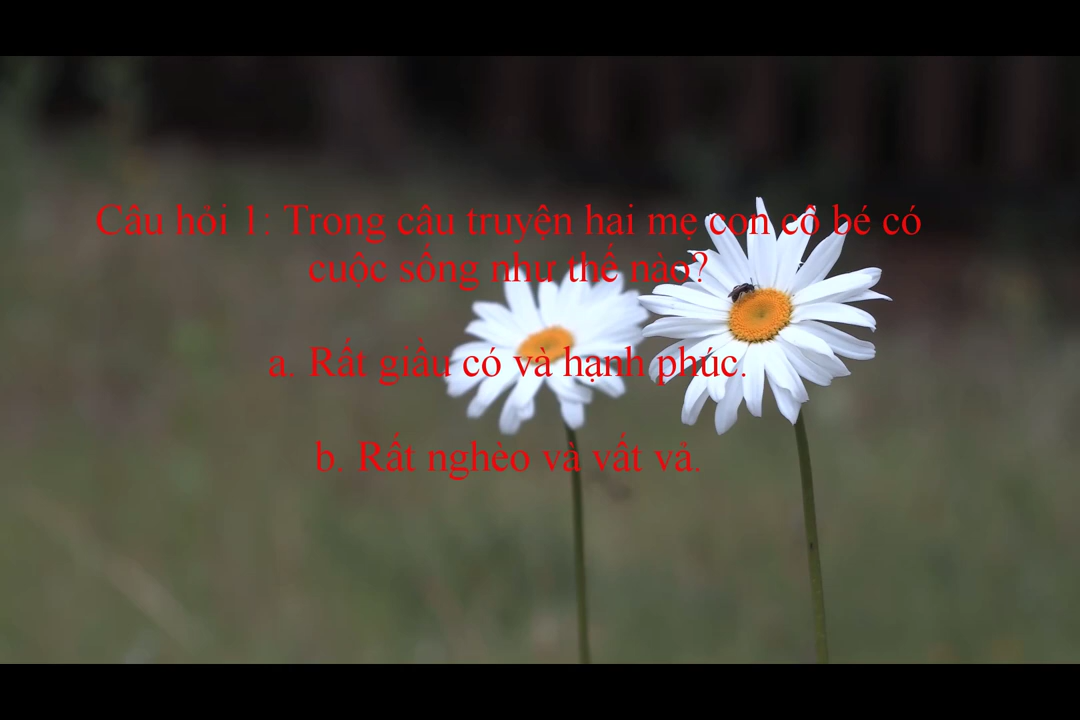 Câu hỏi 1: Trong câu truyện hai mẹ con cô bé có
cuộc sống như thế nào?
a. Rất giầu có và hạnh phúc.
b. Rất nghèo và vất vả.